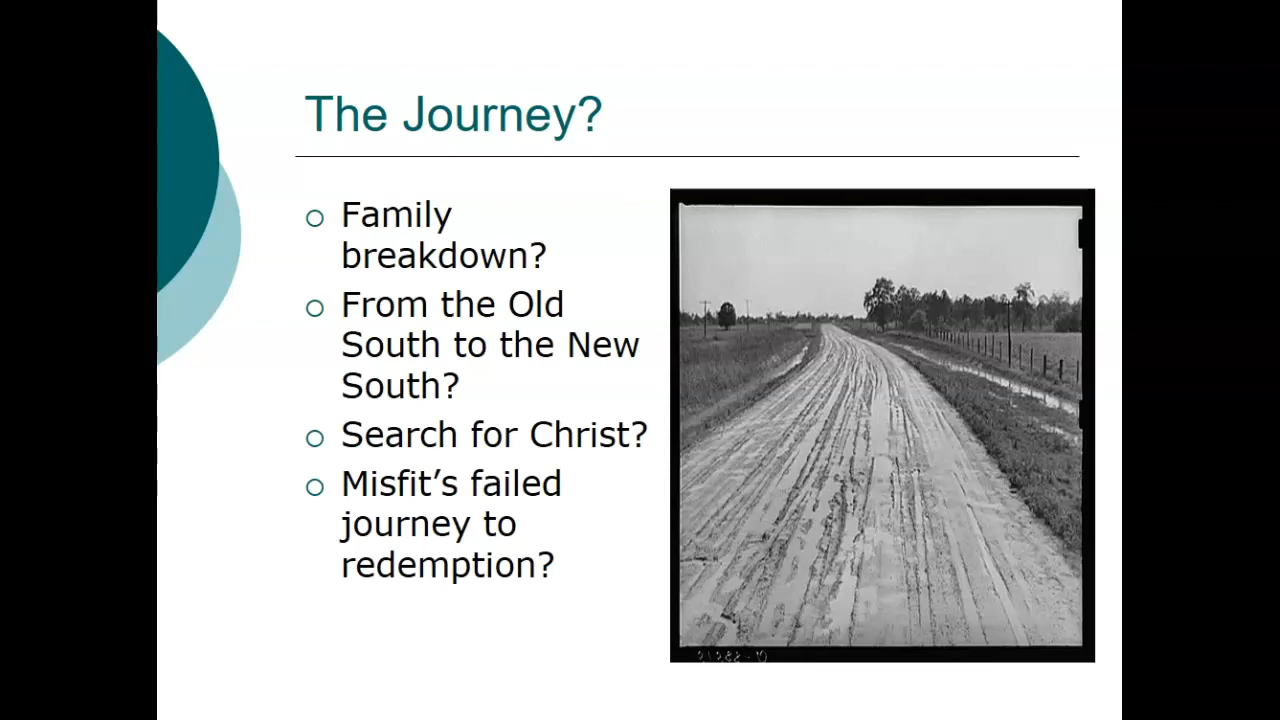 The Journey?
Family
breakdown?
From the Old
South to the New
South?
Search for Christ?
Misfit’s failed
journey to
redemption?